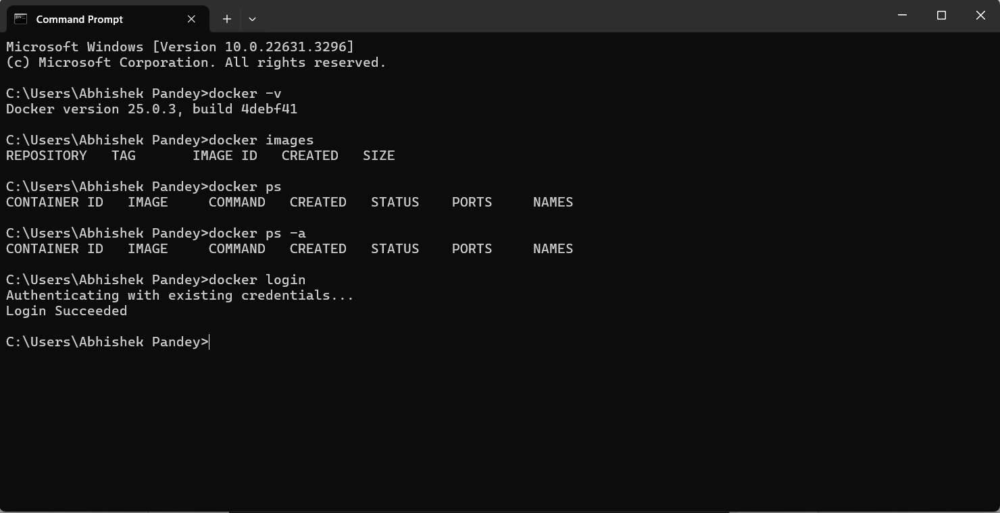 Command Prompt
Microsoft Windows [Version 10.0.22631.3296]
(c) Microsoft Corporation. All rights reserved.
C:\Users\Abhishek Pandey>docker -v
Docker version 25.0.3, build 4debf41
C:\Users\Abhishek Pandey>docker images
REPOSITORY   TAG       IMAGE ID   CREATED   SIZE
C:\Users\Abhishek Pandey>docker ps
CONTAINER ID   IMAGE     COMMAND   CREATED   STATUS    PORTS     NAMES
C:\Users\Abhishek Pandey>docker ps -a
CONTAINER ID   IMAGE     COMMAND   CREATED   STATUS    PORTS     NAMES
C:\Users\Abhishek Pandey>docker login
Authenticating with existing credentials...
Login Succeeded
C:\Users\Abhishek Pandey>